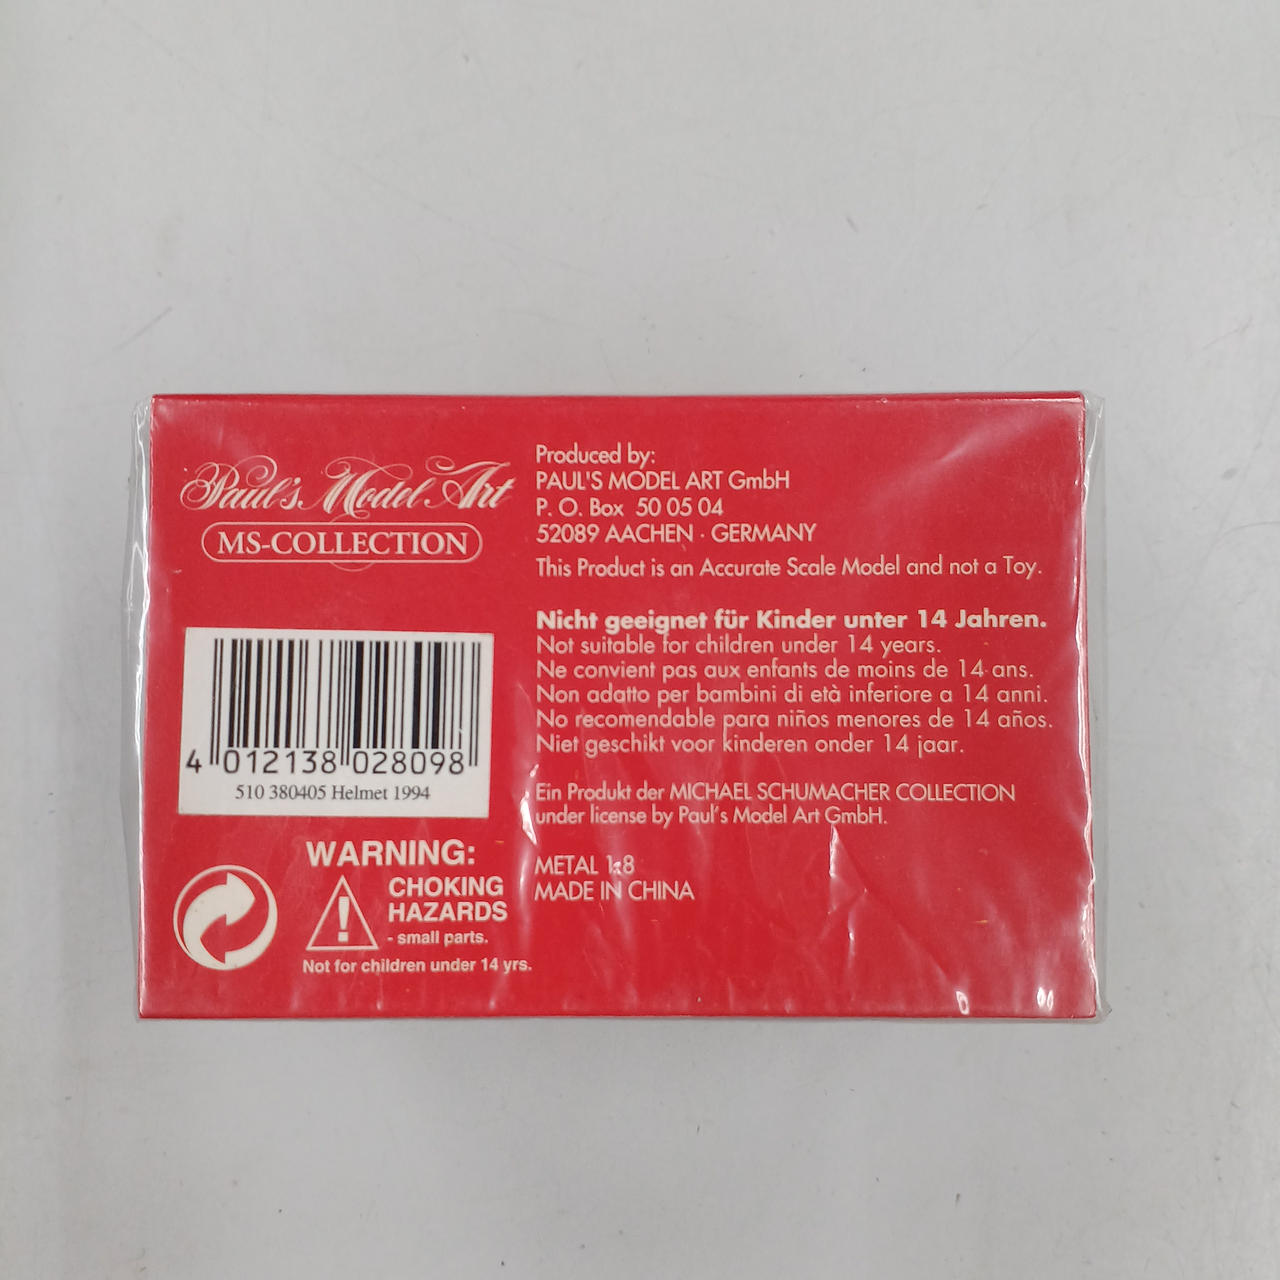 Paul's Model Art
MS-COLLECTION
4 012138 028098
510 380405 Helmet 1994
WARNING:
CHOKING
HAZARDS
- small parts.
Not for children under 14 yrs.
Produced by:
PAUL'S MODEL ART GmbH
P. O. Box 50 05 04
52089 AACHEN · GERMANY
This Product is an Accurate Scale Model and not a Toy.
Nicht geeignet für Kinder unter 14 Jahren.
Not suitable for children under 14 years.
Ne convient pas aux enfants de moins de 14 ans.
Non adatto per bambini di età inferiore a 14 anni.
No recomendable para niños menores de 14 años.
Niet geschikt voor kinderen onder 14 jaar.
Ein Produkt der MICHAEL SCHUMACHER COLLECTION
under license by Paul's Model Art GmbH.
METAL 1:8
MADE IN CHINA